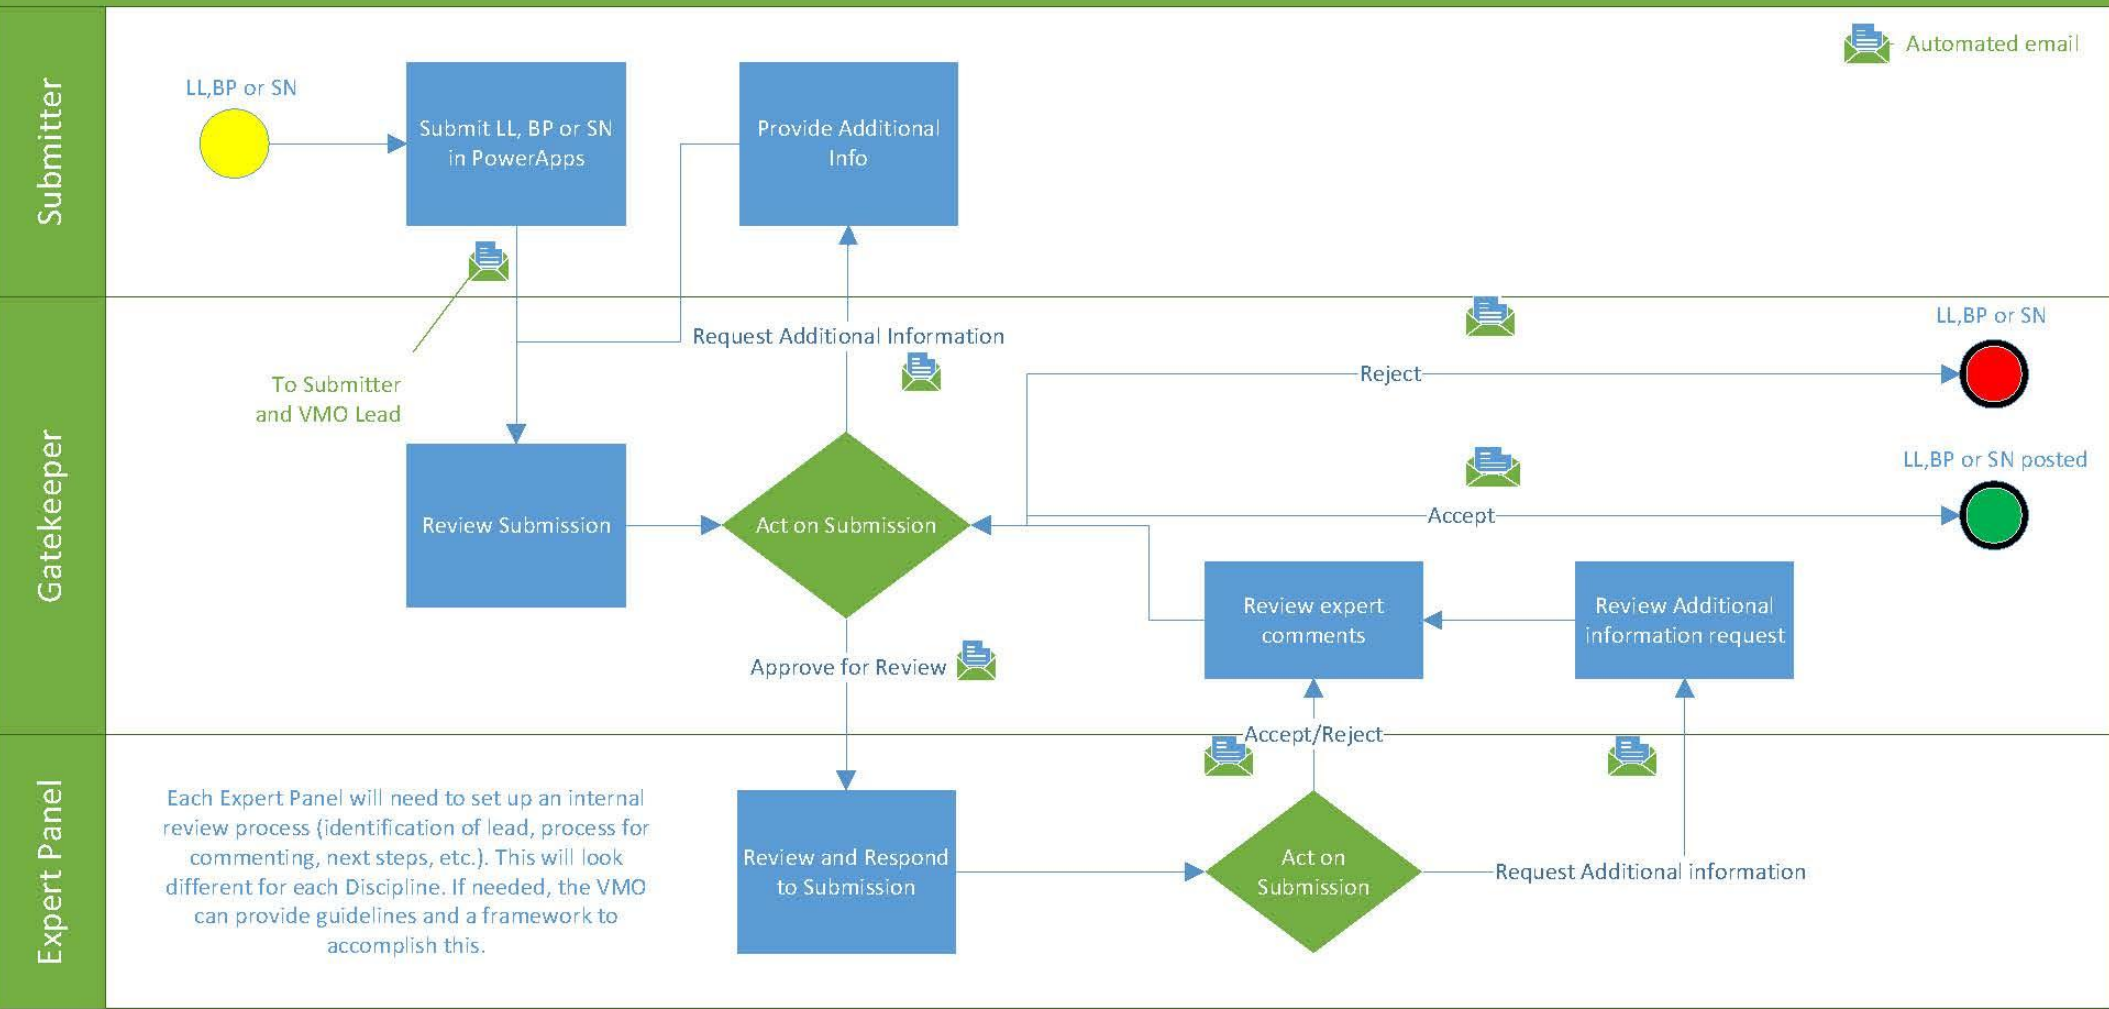 Automated email
Submitter
LL,BP or SN
Submit LL, BP or SN
in PowerApps
Provide Additional
Info
Gatekeeper
To Submitter
and VMO Lead
Request Additional Information
Reject
LL,BP or SN
Accept
LL,BP or SN posted
Review Submission
Act on Submission
Review expert
comments
Review Additional
information request
Approve for Review
Accept/Reject
Expert Panel
Each Expert Panel will need to set up an internal
review process (identification of lead, process for
commenting, next steps, etc.). This will look
different for each Discipline. If needed, the VMO
can provide guidelines and a framework to
accomplish this.
Review and Respond
to Submission
Act on
Submission
Request Additional information